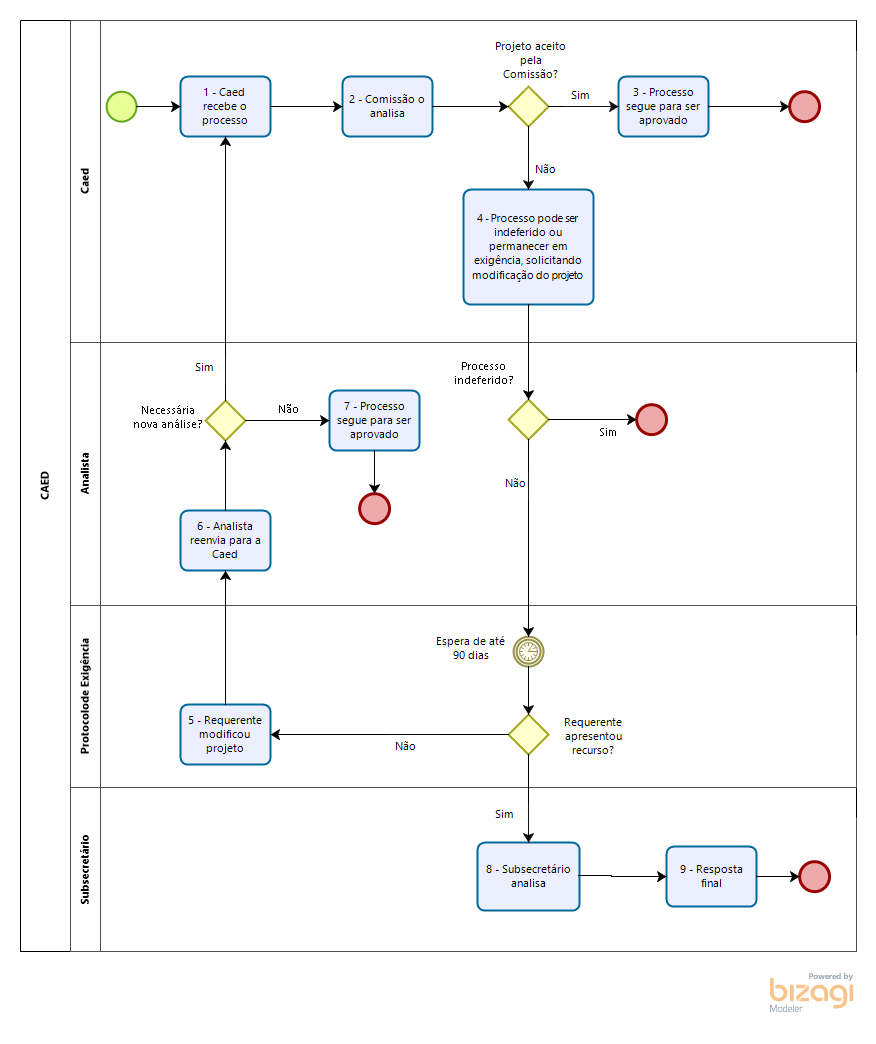 CAED
Caed
1 - Caed
recebe o
processo
2 - Comissão o
analisa
Projeto aceito
pela
Comissão?
Sim
3 - Processo
segue para ser
aprovado
Não
4 - Processo pode ser
indeferido ou
permanecer em
exigência, solicitando
modificação do projeto
Analista
Sim
Necessária
nova análise?
Não
7 - Processo
segue para ser
aprovado
Processo
indeferido?
Sim
Não
6 - Analista
reenvia para a
Caed
Protocolode Exigência
Espera de até
90 dias
5 - Requerente
modificou
projeto
Não
Requerente
apresentou
recurso?
Subsecretário
Sim
8 - Subsecretário
analisa
9 - Resposta
final
Powered by
bizagi
Modeler